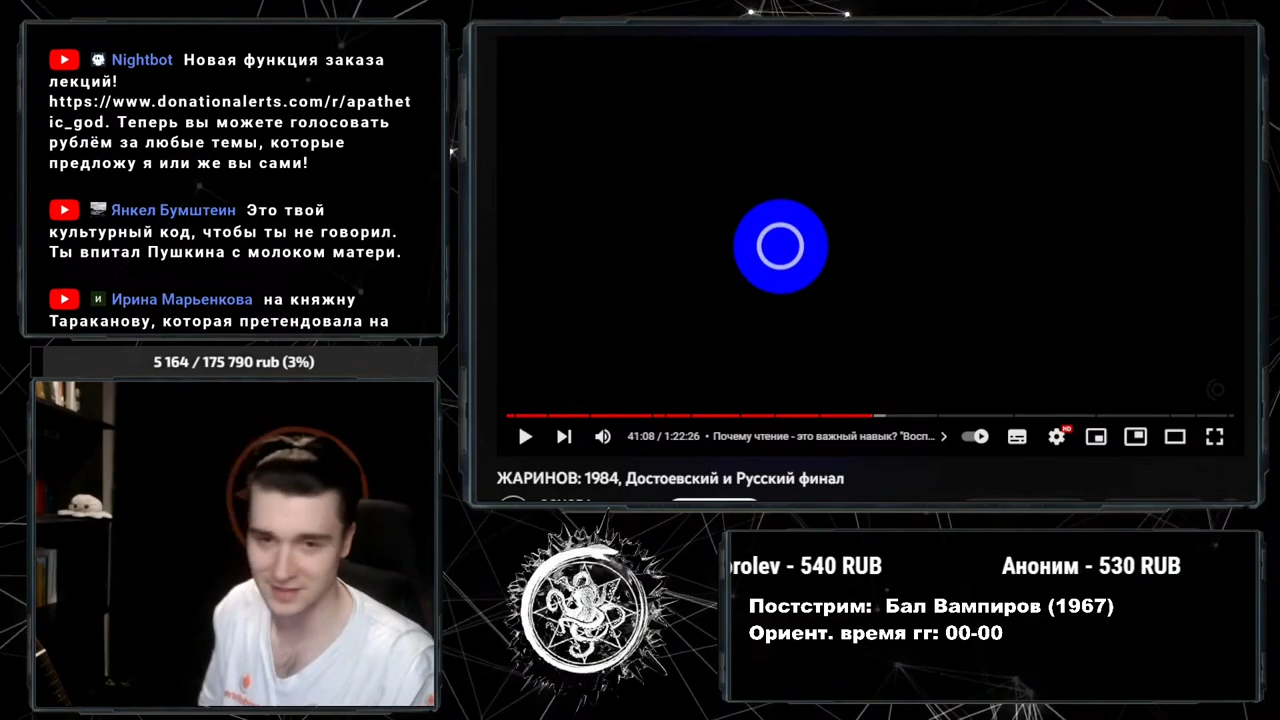 Nightbot Новая функция заказа
лекций!
https://www.donationalerts.com/r/apathet
ic_god. Теперь вы можете голосовать
рублём за любые темы, которые
предложу я или же вы сами!
Янкел Бумштеин Это твой
культурный код, чтобы ты не говорил.
Ты впитал Пушкина с молоком матери.
и Ирина Марьенкова на княжну
Тараканову, которая претендовала на
5 164 / 175 790 rub (3%)
41:08 / 1:22:26 • Почему чтение - это важный навык? "Восп...
HD
ЖАРИНОВ: 1984, Достоевский и Русский финал
rolev - 540 RUB Аноним - 530 RUB
Постстрим: Бал Вампиров (1967)
Ориент. время гг: 00-00